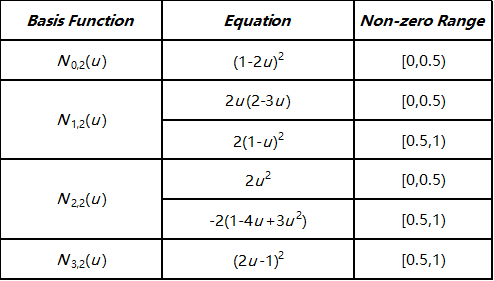 Basis Function Equation Non-zero Range
N0,2(u) (1-2u)² [0,0.5)
N1,2(u) 2u(2-3u) [0,0.5)
2(1-u)² [0.5,1)
N2,2(u) 2u² [0,0.5)
-2(1-4u+3u²) [0.5,1)
N3,2(u) (2u-1)² [0.5,1)